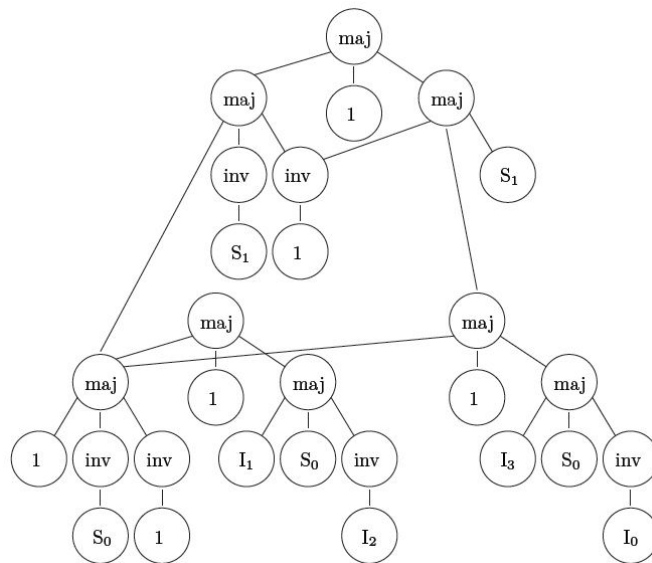 maj
maj 1 maj
inv inv S₁
S₁ 1
maj maj
maj 1 maj 1 maj
1 inv inv I₁ S₀ inv I₃ S₀ inv
S₀ 1 I₂ I₀